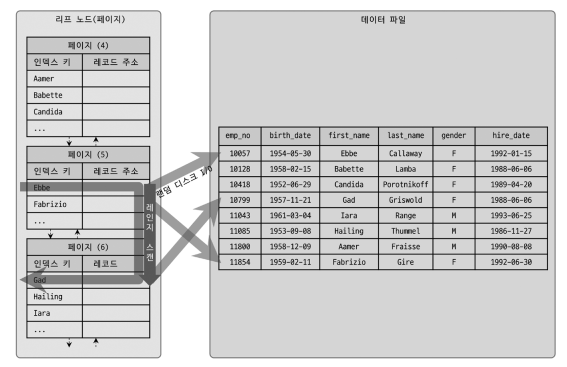 리프 노드(페이지)
페이지 (4)
인덱스 키 레코드 주소
Aamer
Babette
Candida
...
페이지 (5)
인덱스 키 레코드 주소
Ebbe
Fabrizio
...
페이지 (6)
인덱스 키 레코드
Gad
Hailing
Iara
...
레인지 스캔
랜덤 디스크 I/O
데이터 파일
emp_no birth_date first_name last_name gender hire_date
10057 1954-05-30 Ebbe Callaway F 1992-01-15
10128 1958-02-15 Babette Lamba F 1988-06-06
10418 1952-06-29 Candida Porotnikoff F 1989-04-20
10799 1957-11-21 Gad Griswold F 1988-06-06
11043 1961-03-04 Iara Range M 1993-06-25
11085 1953-09-08 Hailing Thummel M 1986-11-27
11800 1958-12-09 Aamer Fraisse M 1990-08-08
11854 1959-02-11 Fabrizio Gire F 1992-06-30